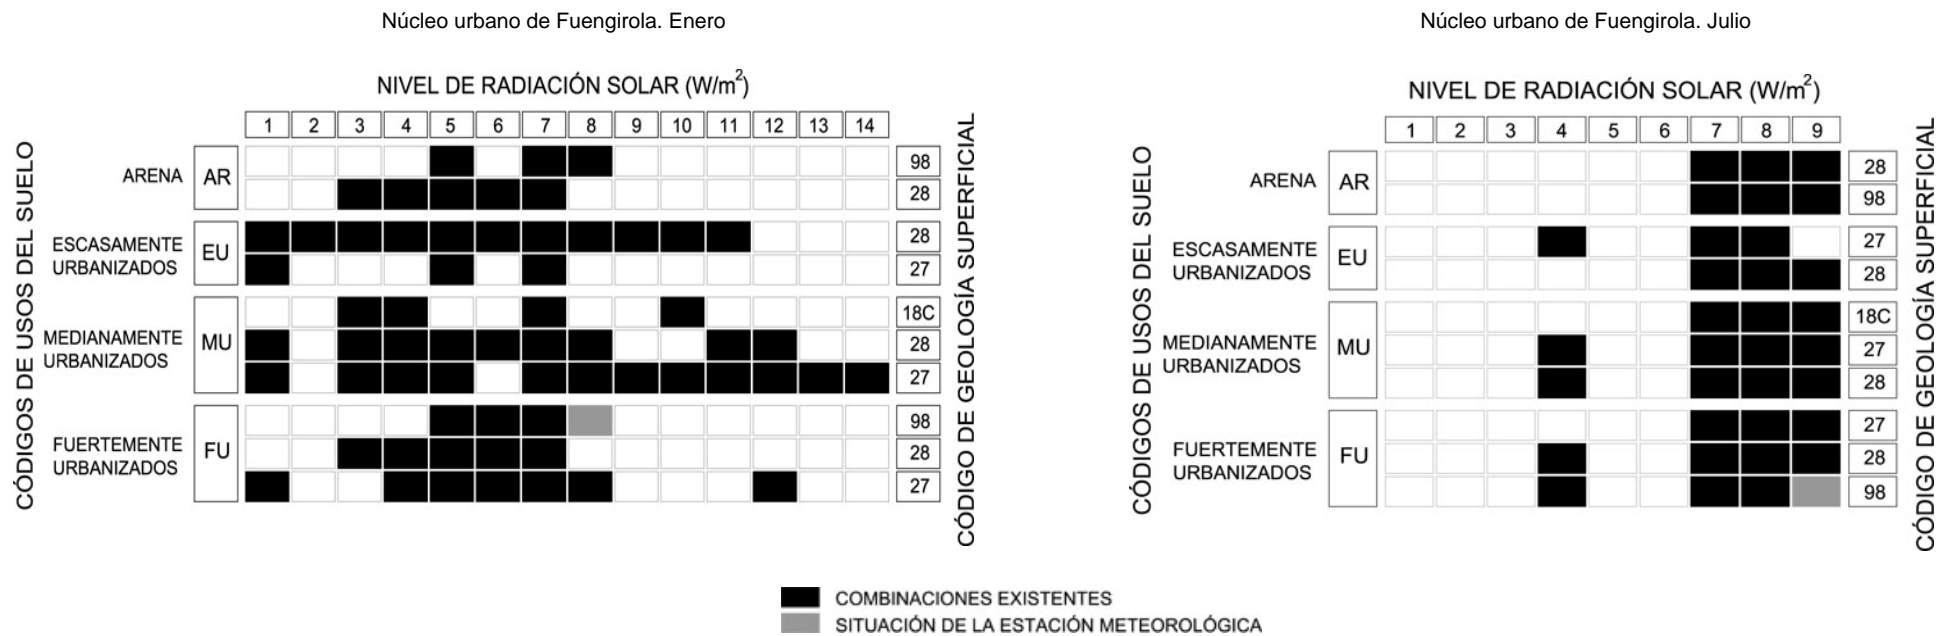 Núcleo urbano de Fuengirola. Enero
NIVEL DE RADIACIÓN SOLAR (W/m²)
1 2 3 4 5 6 7 8 9 10 11 12 13 14
CÓDIGOS DE USOS DEL SUELO
ARENA AR
98
28
ESCASAMENTE
URBANIZADOS
EU
28
27
MEDIANAMENTE
URBANIZADOS
MU
18C
28
27
FUERTEMENTE
URBANIZADOS
FU
98
28
27
CÓDIGO DE GEOLOGÍA SUPERFICIAL
Núcleo urbano de Fuengirola. Julio
NIVEL DE RADIACIÓN SOLAR (W/m²)
1 2 3 4 5 6 7 8 9
CÓDIGOS DE USOS DEL SUELO
ARENA AR
28
98
ESCASAMENTE
URBANIZADOS
EU
27
28
MEDIANAMENTE
URBANIZADOS
MU
18C
27
28
FUERTEMENTE
URBANIZADOS
FU
27
28
98
CÓDIGO DE GEOLOGÍA SUPERFICIAL
COMBINACIONES EXISTENTES
SITUACIÓN DE LA ESTACIÓN METEOROLÓGICA